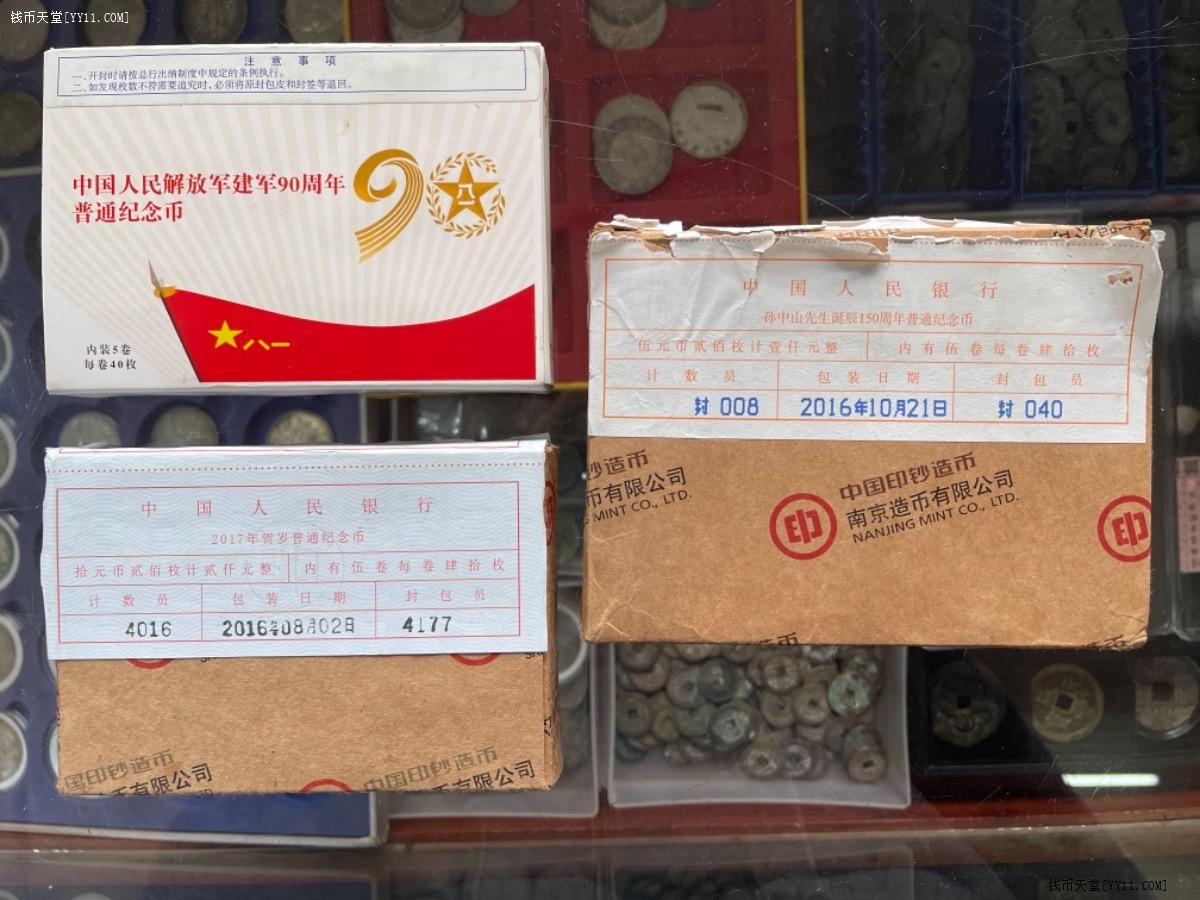 钱币天堂[YY11.COM]
注意事项
一、开封时请按总行出纳制度中规定的条例执行。
二、如发现枚数不符需要追究时,必须将原封包皮和封签等退回。
中国人民解放军建军90周年
普通纪念币
90
八一
八一
内装5卷
每卷40枚
中国人民银行
孙中山先生诞辰150周年普通纪念币
伍元币贰佰枚计壹仟元整 内有伍卷每卷肆拾枚
计数员 包装日期 封包员
封 008 2016年10月21日 封 040
钞造币
币有限公司
MINT CO., LTD.
中国印钞造币
南京造币有限公司
NANJING MINT CO., LTD.
中国人民银行
2017年贺岁普通纪念币
拾元币贰佰枚计贰仟元整 内有伍卷每卷肆拾枚
计数员 包装日期 封包员
4016 2016年08月02日 4177
国印钞造币
币有限公司
中国印钞造币
有限公司
钱币天堂[YY11.COM]